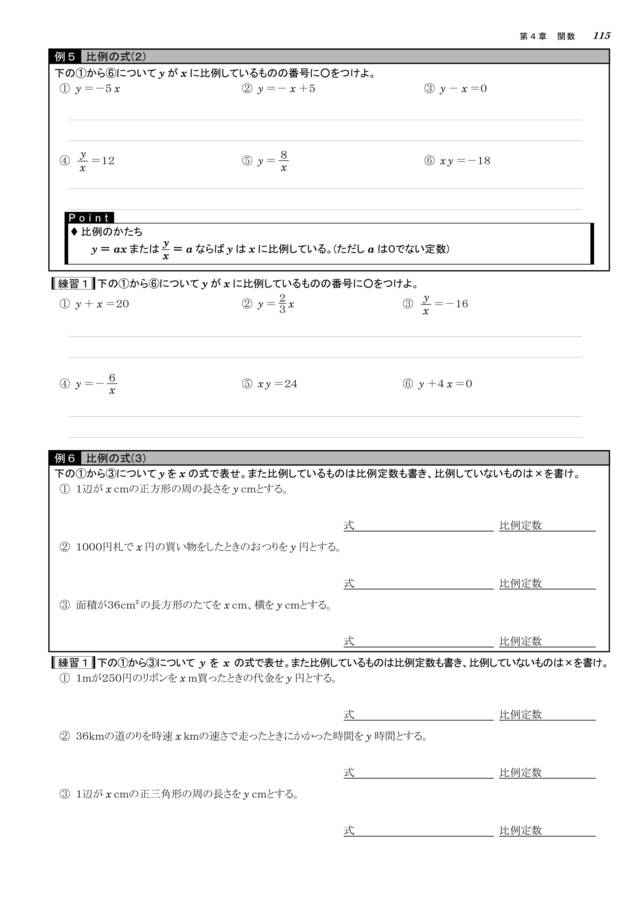 第4章 関数 115
例5 比例の式(2)
下の①から⑥について y が x に比例しているものの番号に○をつけよ。
① y=-5x ② y=-x+5 ③ y-x=0
④ y/x=12 ⑤ y=8/x ⑥ xy=-18
Point
◆比例のかたち
y=ax または y/x=a ならば y は x に比例している。(ただし a は0でない定数)
練習1 下の①から⑥について y が x に比例しているものの番号に○をつけよ。
① y+x=20 ② y=2/3x ③ y/x=-16
④ y=-6/x ⑤ xy=24 ⑥ y+4x=0
例6 比例の式(3)
下の①から③について y を x の式で表せ。また比例しているものは比例定数も書き、比例していないものは×を書け。
① 1辺が x cmの正方形の周の長さを y cmとする。
式 比例定数
② 1000円札で x 円の買い物をしたときのおつりを y 円とする。
式 比例定数
③ 面積が36cm²の長方形のたてを x cm、横を y cmとする。
式 比例定数
練習1 下の①から③について y を x の式で表せ。また比例しているものは比例定数も書き、比例していないものは×を書け。
① 1mが250円のリボンを x m買ったときの代金を y 円とする。
式 比例定数
② 36kmの道のりを時速 x kmの速さで走ったときにかかった時間を y 時間とする。
式 比例定数
③ 1辺が x cmの正三角形の周の長さを y cmとする。
式 比例定数